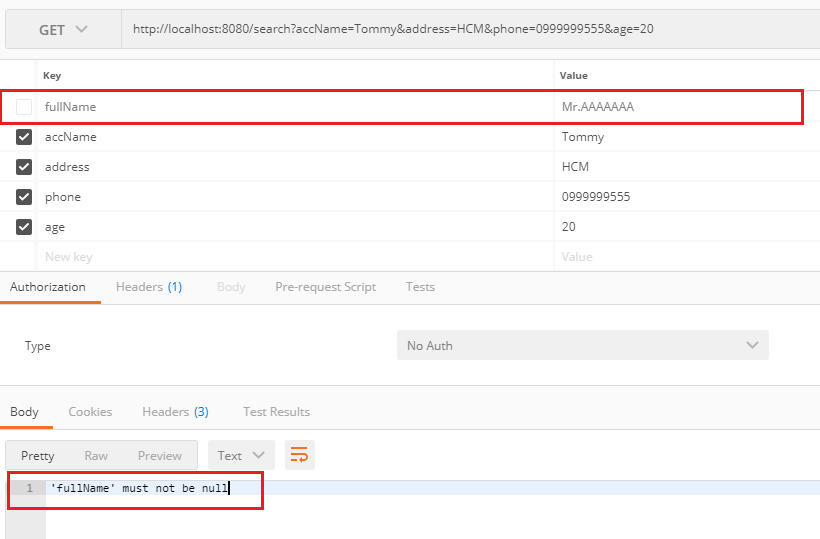 GET http://localhost:8080/search?accName=Tommy&address=HCM&phone=0999999555&age=20
Key Value
fullName Mr.AAAAAAA
accName Tommy
address HCM
phone 0999999555
age 20
New key Value
Authorization Headers (1) Body Pre-request Script Tests
Type No Auth
Body Cookies Headers (3) Test Results
Pretty Raw Preview Text
1 'fullName' must not be null